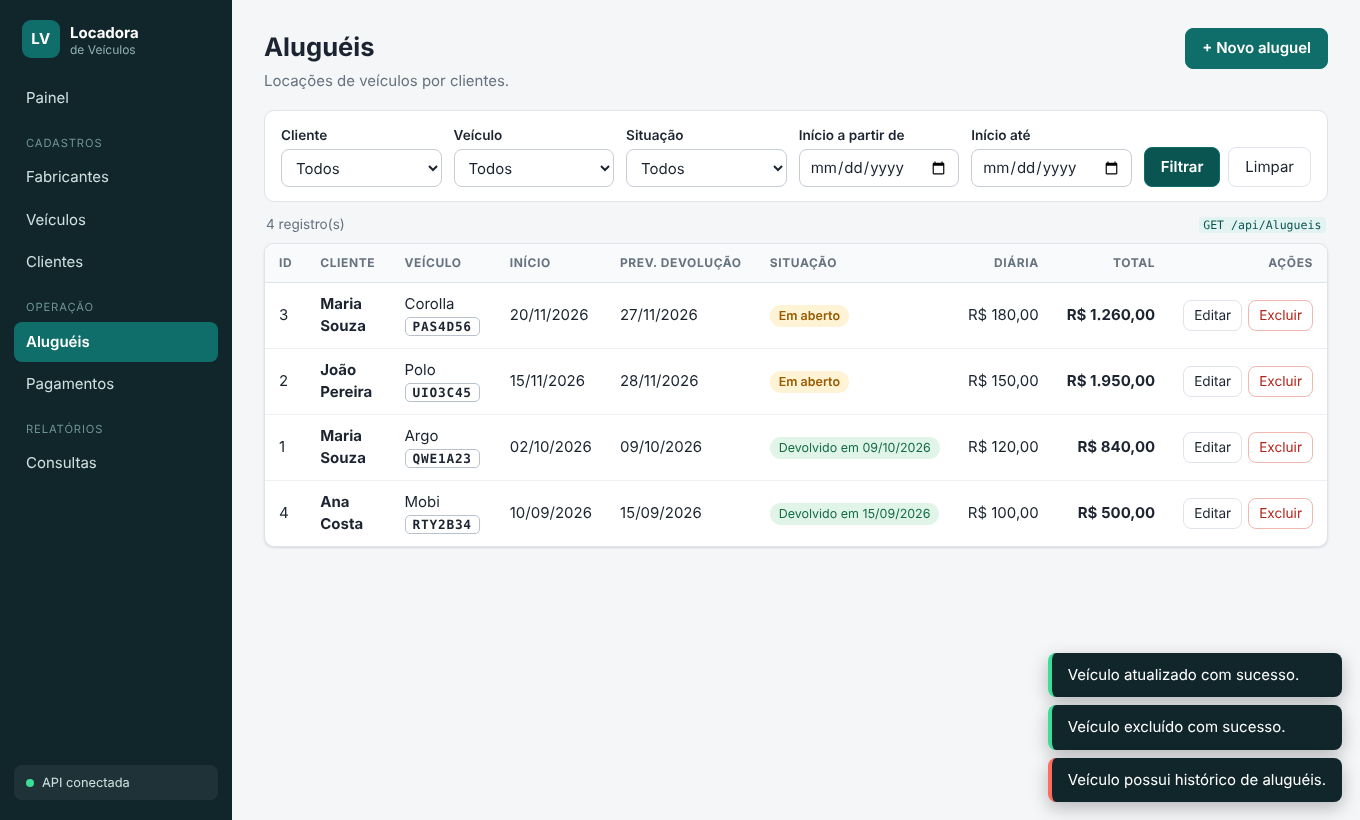 LV
Locadora
de Veículos
Painel
CADASTROS
Fabricantes
Veículos
Clientes
OPERAÇÃO
Aluguéis
Pagamentos
RELATÓRIOS
Consultas
API conectada
Aluguéis
+ Novo aluguel
Locações de veículos por clientes.
Cliente Veículo Situação Início a partir de Início até
Todos Todos Todos mm/dd/yyyy mm/dd/yyyy Filtrar Limpar
4 registro(s) GET /api/Alugueis
ID CLIENTE VEÍCULO INÍCIO PREV. DEVOLUÇÃO SITUAÇÃO DIÁRIA TOTAL AÇÕES
3 Maria Souza Corolla PAS4D56 20/11/2026 27/11/2026 Em aberto R$ 180,00 R$ 1.260,00 Editar Excluir
2 João Pereira Polo UIO3C45 15/11/2026 28/11/2026 Em aberto R$ 150,00 R$ 1.950,00 Editar Excluir
1 Maria Souza Argo QWE1A23 02/10/2026 09/10/2026 Devolvido em 09/10/2026 R$ 120,00 R$ 840,00 Editar Excluir
4 Ana Costa Mobi RTY2B34 10/09/2026 15/09/2026 Devolvido em 15/09/2026 R$ 100,00 R$ 500,00 Editar Excluir
Veículo atualizado com sucesso.
Veículo excluído com sucesso.
Veículo possui histórico de aluguéis.